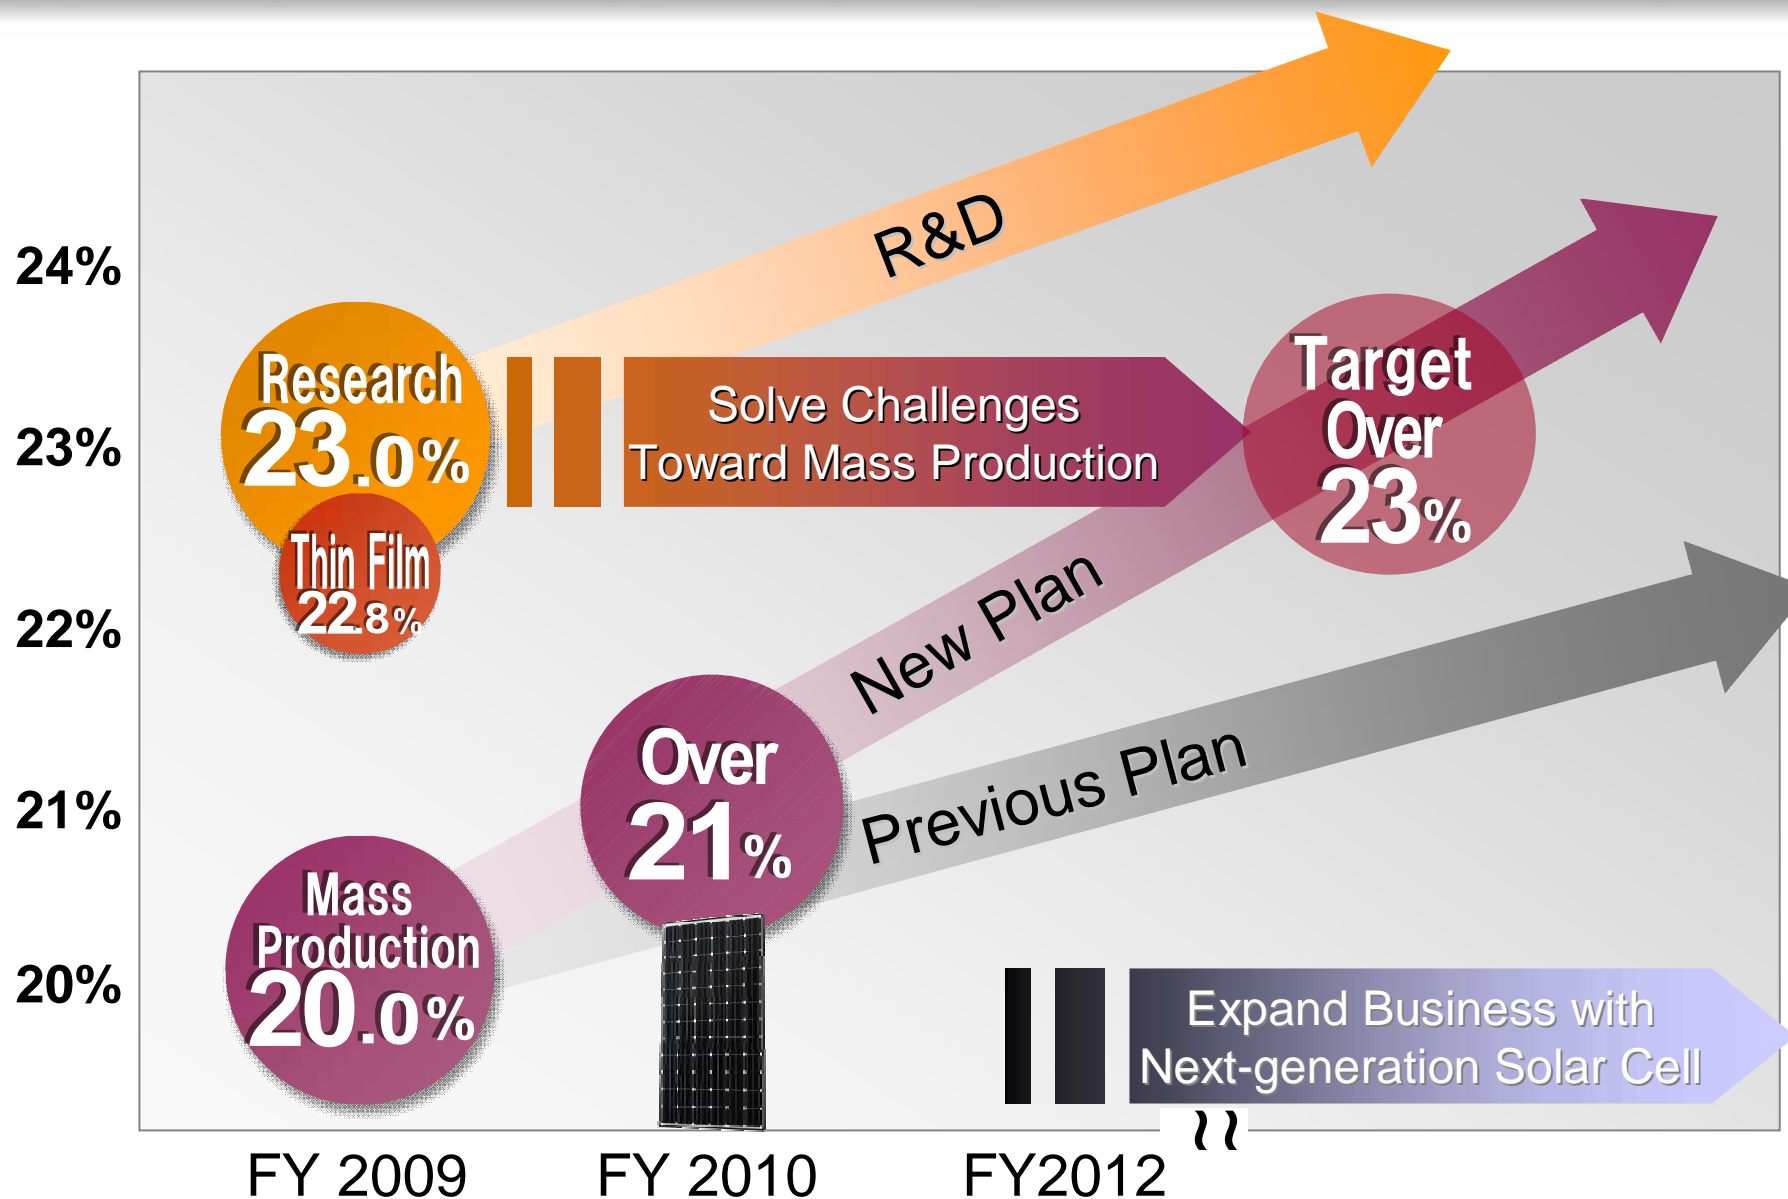 R&D
24%
Research
23.0%
Solve Challenges
Toward Mass Production
Target
Over
23%
23%
Thin Film
22.8%
22%
New Plan
Over
21%
Previous Plan
21%
Mass
Production
20.0%
20%
Expand Business with
Next-generation Solar Cell
FY 2009
FY 2010
FY2012